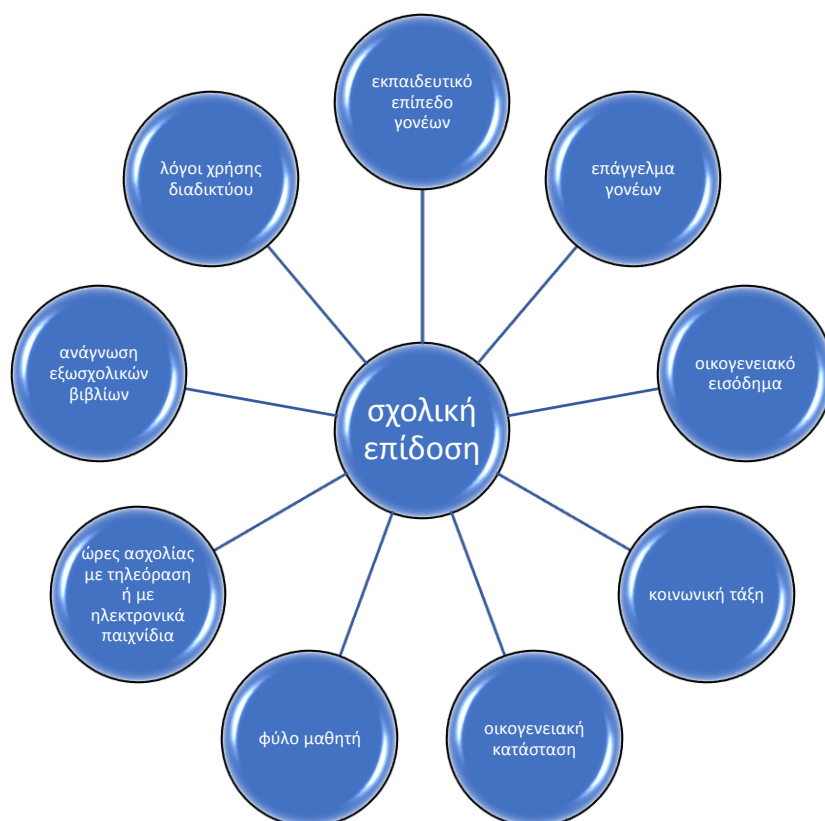 εκπαιδευτικό
επίπεδο
γονέων
επάγγελμα
γονέων
οικογενειακό
εισόδημα
κοινωνική τάξη
οικογενειακή
κατάσταση
φύλο μαθητή
ώρες ασχολίας
με τηλεόραση
ή με
ηλεκτρονικά
παιχνίδια
ανάγνωση
εξωσχολικών
βιβλίων
λόγοι χρήσης
διαδικτύου
σχολική
επίδοση